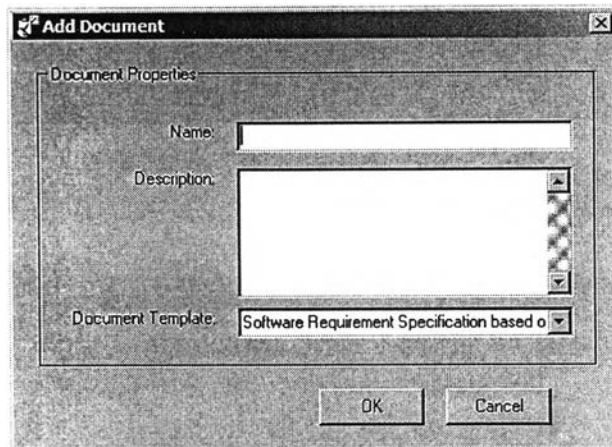 Add Document
Document Properties
Name:
Description:
Document Template:
Software Requirement Specification based o
OK
Cancel